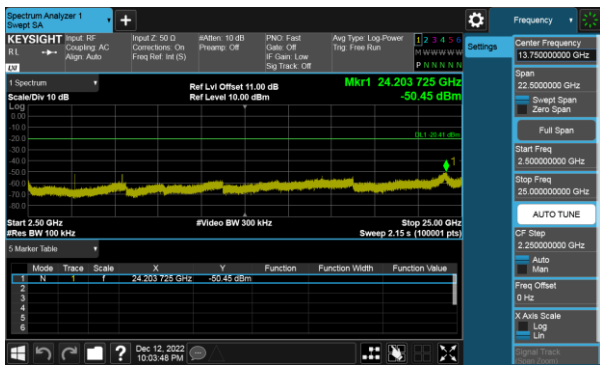 Spectrum Analyzer 1
Swept SA
Frequency
KEYSIGHT Input: RF
RL
Coupling: AC
Align: Auto
Input Z: 50 Ω
Corrections: On
Freq Ref: Int (S)
#Atten: 10 dB
Preamp: Off
PNO: Fast
Gate: Off
IF Gain: Low
Sig Track: Off
Avg Type: Log-Power
Trig: Free Run
1 2 3 4 5 6
M W W W W W
P N N N N N
Settings
Center Frequency
13.750000000 GHz
Span
22.5000000 GHz
Swept Span
Zero Span
Full Span
Start Freq
2.500000000 GHz
Stop Freq
25.000000000 GHz
AUTO TUNE
CF Step
2.250000000 GHz
Auto
Man
Freq Offset
0 Hz
X Axis Scale
Log
Lin
Signal Track
(Span Zoom)
1 Spectrum
Scale/Div 10 dB
Log
Ref Lvl Offset 11.00 dB
Ref Level 10.00 dBm
Mkr1 24.203 725 GHz
-50.45 dBm
0.00
-10.0
-20.0
-30.0
-40.0
-50.0
-60.0
-70.0
-80.0
DL1 -20.41 dBm
1
Start 2.50 GHz
#Res BW 100 kHz
#Video BW 300 kHz
Stop 25.00 GHz
Sweep 2.15 s (100001 pts)
5 Marker Table
Mode Trace Scale X Y Function Function Width Function Value
1 N 1 f 24.203 725 GHz -50.45 dBm
2
3
4
5
6
?
Dec 12, 2022
10:03:48 PM